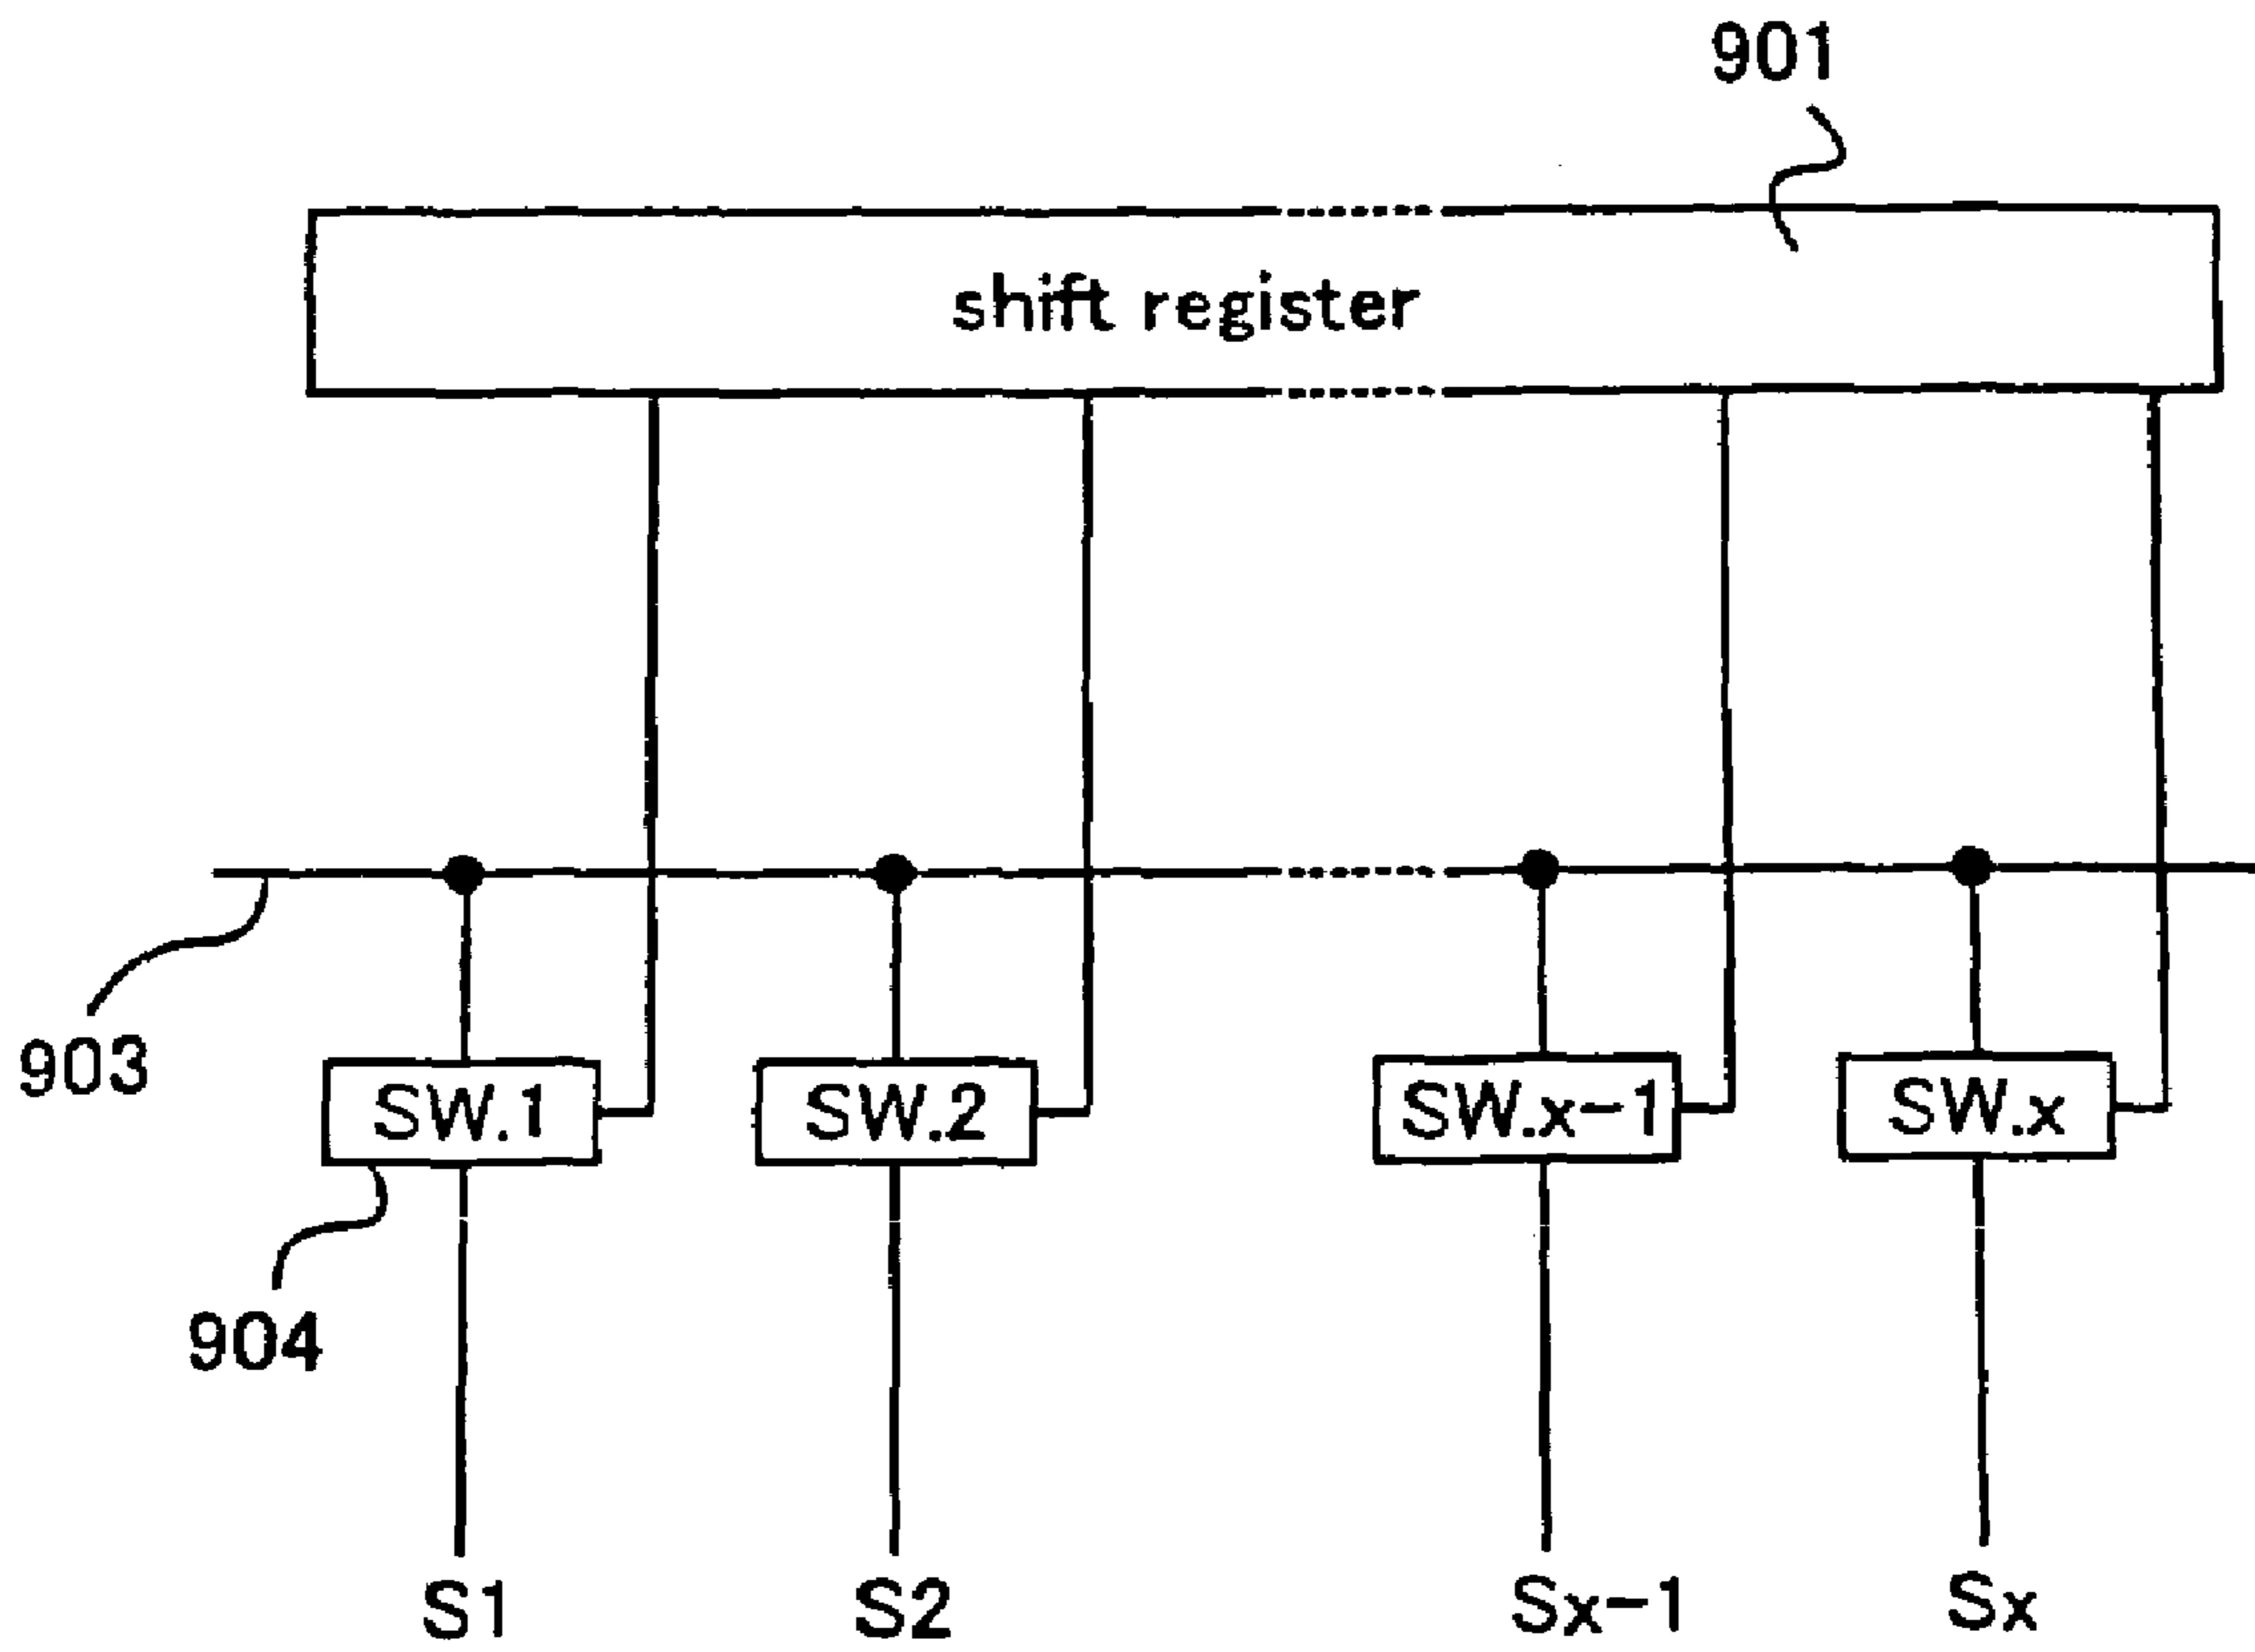 901
shift register
903
SW.1
SW.2
SW.x-1
SW.x
904
S1
S2
Sx-1
Sx